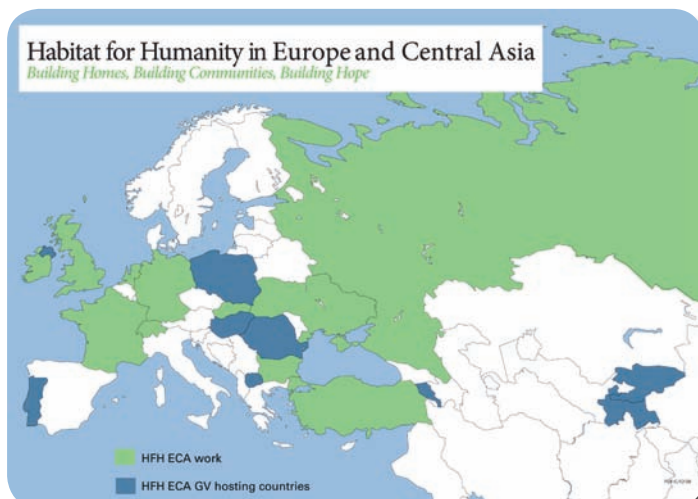 Habitat for Humanity in Europe and Central Asia
Building Homes, Building Communities, Building Hope
HFH ECA work
HFH ECA GV hosting countries